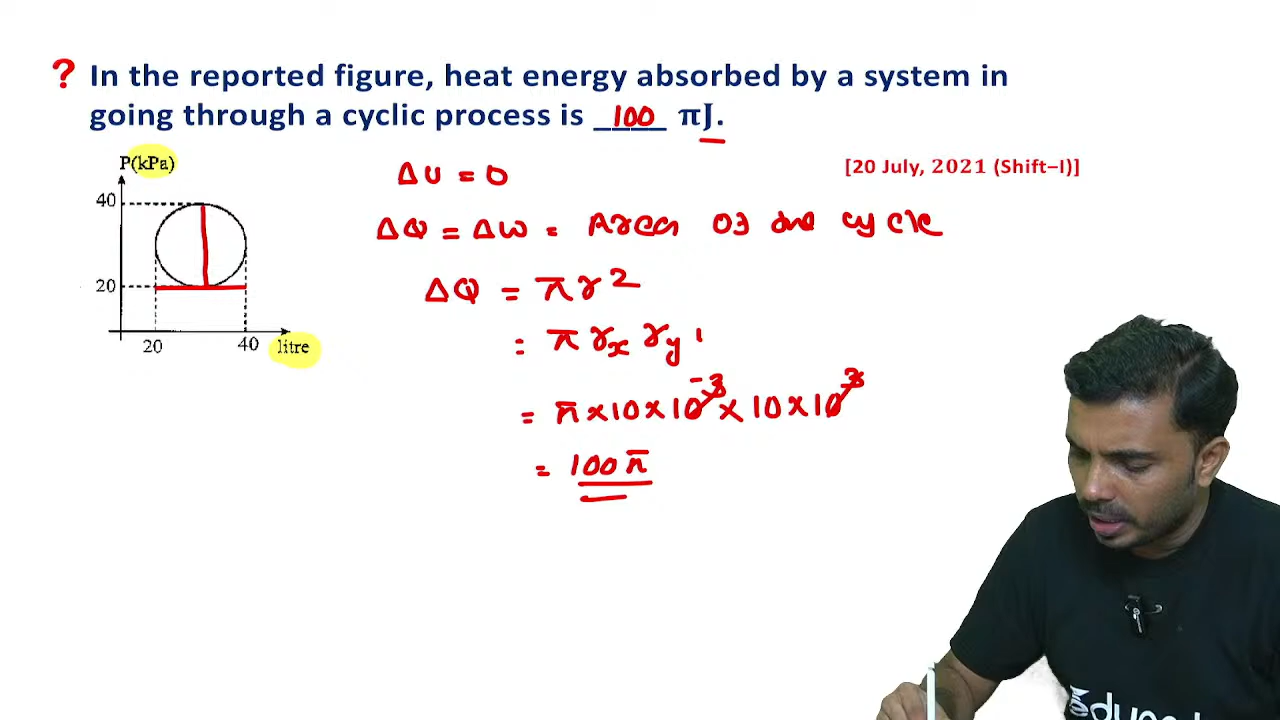 ? In the reported figure, heat energy absorbed by a system in
going through a cyclic process is 100 πJ.
[20 July, 2021 (Shift–I)]
P(kPa)
40
20
20 40 litre
ΔU = 0
ΔQ = ΔW = Area of the cycle
ΔQ = πr2
= π rx ry
= π × 10 × 10⁻³ × 10 × 10³
= 100π